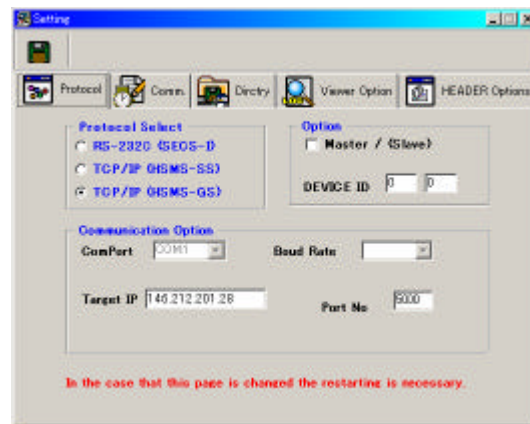 Setting
Protocol
Comm.
Dirctry
Viewer Option
HEADER Options
Protocol Select
RS-232C (SECS-I)
TCP/IP (HSMS-SS)
TCP/IP (HSMS-GS)
Option
Master / (Slave)
DEVICE ID 0 0
Communication Option
ComPort COM1 Boud Rate
Target IP 146.212.201.28 Port No 5000
In the case that this page is changed the restarting is necessary.